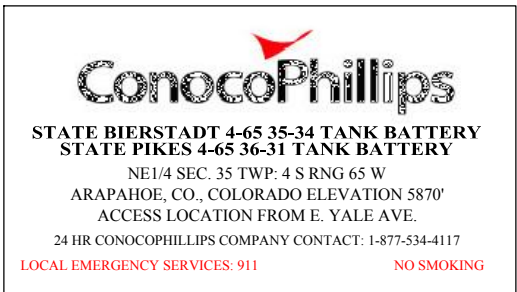 ConocoPhillips
STATE BIERSTADT 4-65 35-34 TANK BATTERY
STATE PIKES 4-65 36-31 TANK BATTERY
NE1/4 SEC. 35 TWP: 4 S RNG 65 W
ARAPAHOE, CO., COLORADO ELEVATION 5870'
ACCESS LOCATION FROM E. YALE AVE.
24 HR CONOCOPHILLIPS COMPANY CONTACT: 1-877-534-4117
LOCAL EMERGENCY SERVICES: 911 NO SMOKING